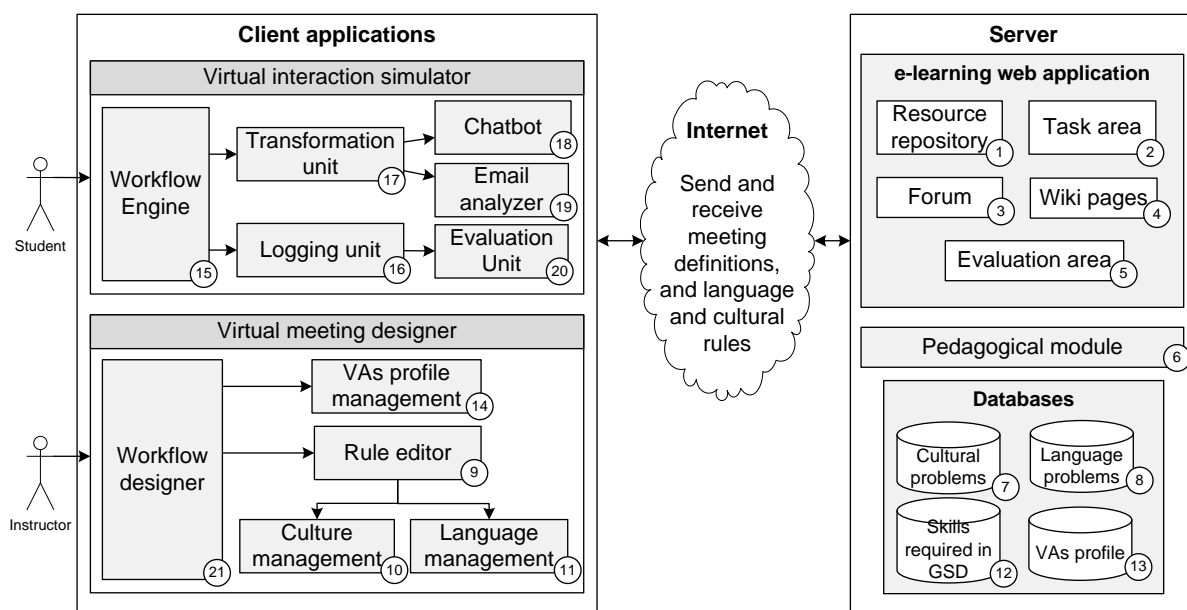 Client applications
Virtual interaction simulator
Workflow
Engine
15
Transformation
unit
17
Chatbot
18
Email
analyzer
19
Logging unit
16
Evaluation
Unit
20
Student
Virtual meeting designer
Workflow
designer
21
VAs profile
management
14
Rule editor
9
Culture
management
10
Language
management
11
Instructor
Internet
Send and
receive
meeting
definitions,
and language
and cultural
rules
Server
e-learning web application
Resource
repository
1
Task area
2
Forum
3
Wiki pages
4
Evaluation area
5
Pedagogical module
6
Databases
Cultural
problems
7
Language
problems
8
Skills
required in
GSD
12
VAs profile
13